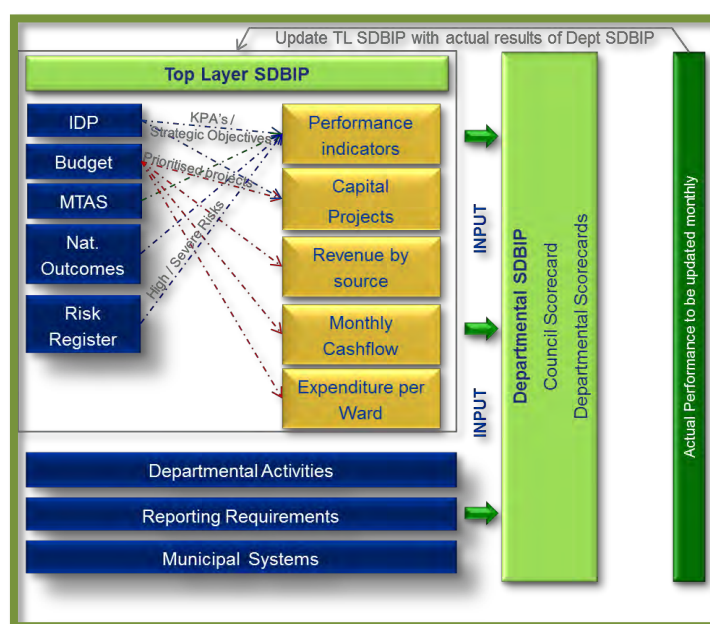 Update TL SDBIP with actual results of Dept SDBIP
Top Layer SDBIP
IDP
Budget
MTAS
Nat.
Outcomes
Risk
Register
KPA's /
Strategic Objectives
Prioritised projects
High / Severe Risks
Performance
indicators
Capital
Projects
Revenue by
source
Monthly
Cashflow
Expenditure per
Ward
INPUT
INPUT
Departmental SDBIP
Council Scorecard
Departmental Scorecards
Actual Performance to be updated monthly
Departmental Activities
Reporting Requirements
Municipal Systems